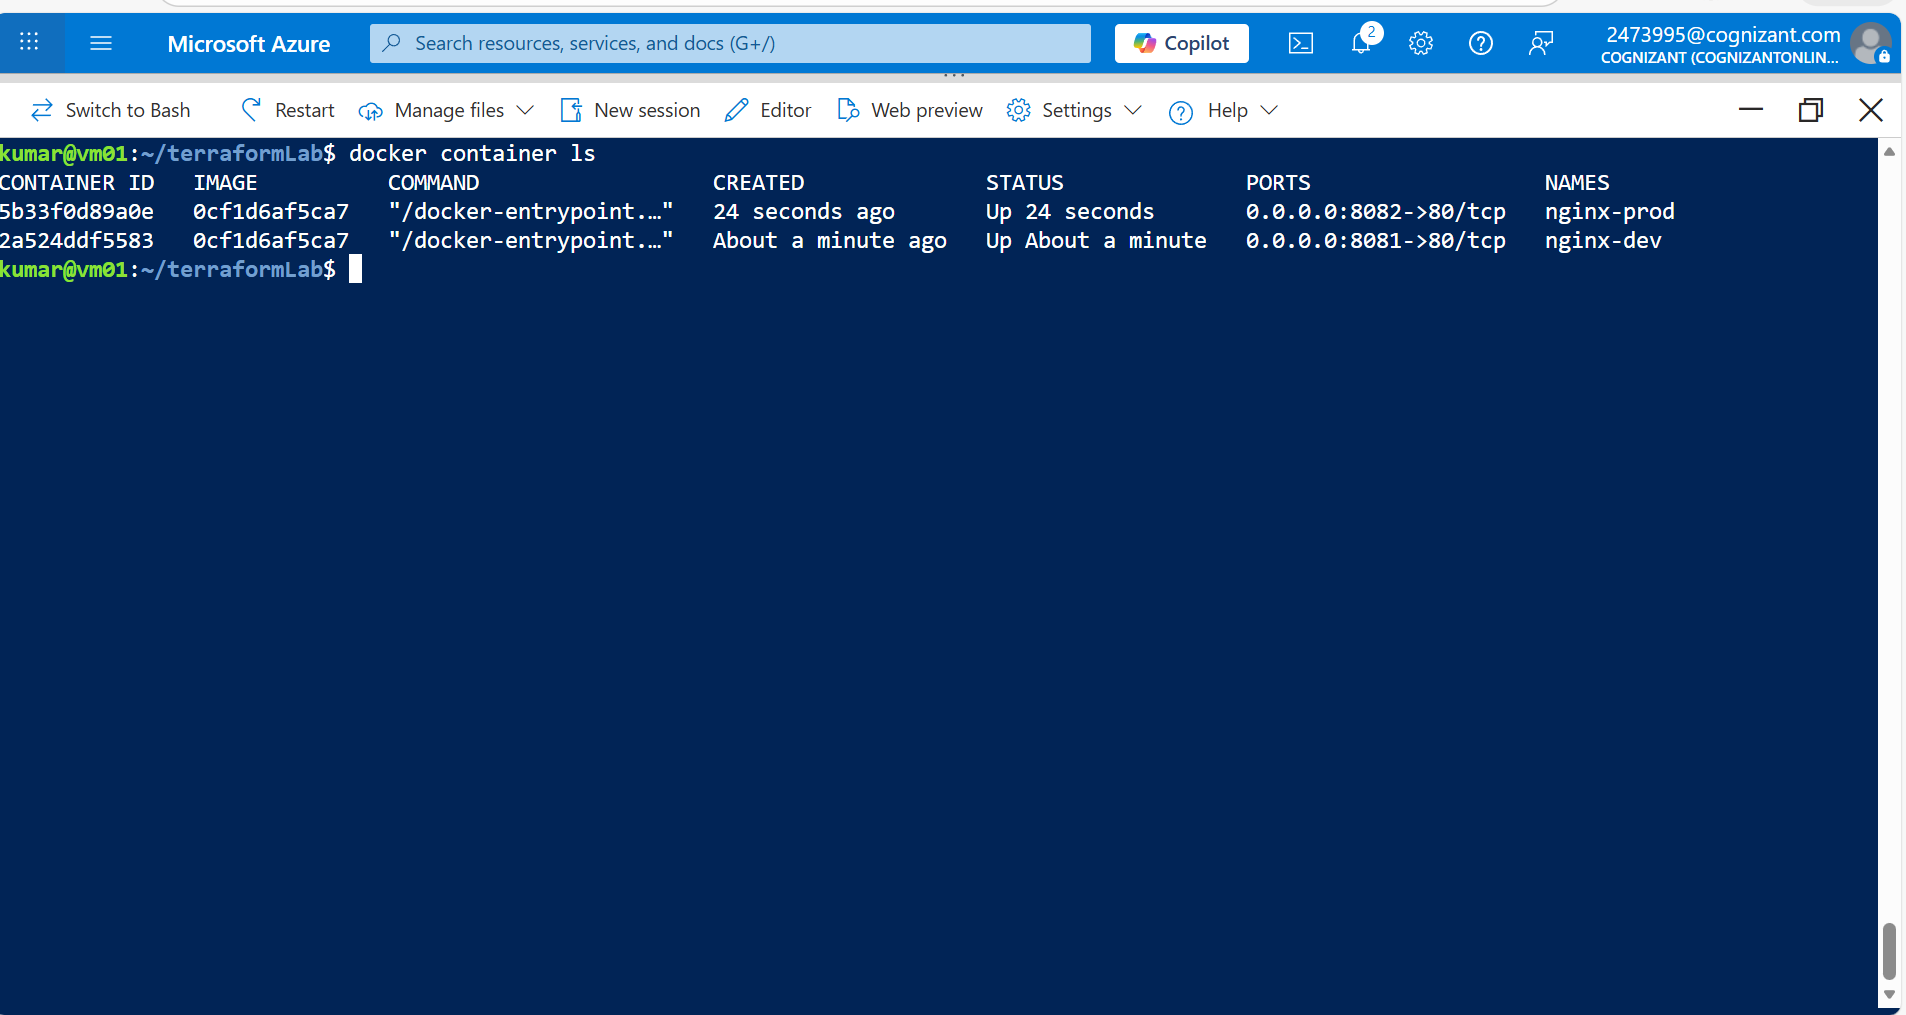 Microsoft Azure
Search resources, services, and docs (G+/)
Copilot
2
2473995@cognizant.com
COGNIZANT (COGNIZANTONLIN...
Switch to Bash
Restart
Manage files
New session
Editor
Web preview
Settings
Help
kumar@vm01:~/terraformLab$ docker container ls
CONTAINER ID   IMAGE          COMMAND                  CREATED              STATUS              PORTS                  NAMES
5b33f0d89a0e   0cf1d6af5ca7   "/docker-entrypoint.…"   24 seconds ago       Up 24 seconds       0.0.0.0:8082->80/tcp   nginx-prod
2a524ddf5583   0cf1d6af5ca7   "/docker-entrypoint.…"   About a minute ago   Up About a minute   0.0.0.0:8081->80/tcp   nginx-dev
kumar@vm01:~/terraformLab$